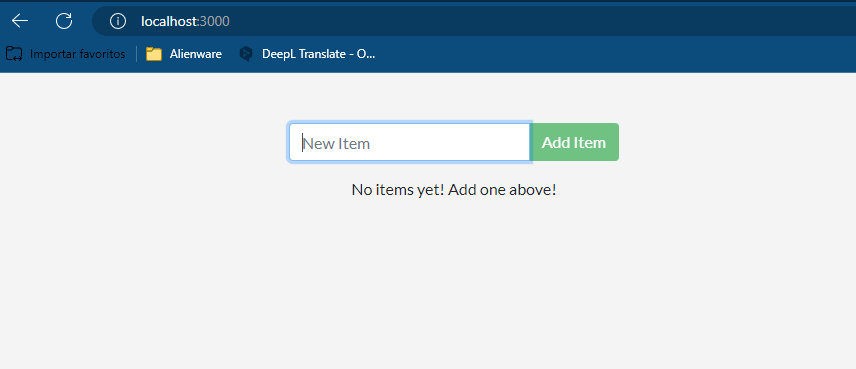 localhost:3000
Importar favoritos Alienware DeepL Translate - O...
New Item Add Item
No items yet! Add one above!